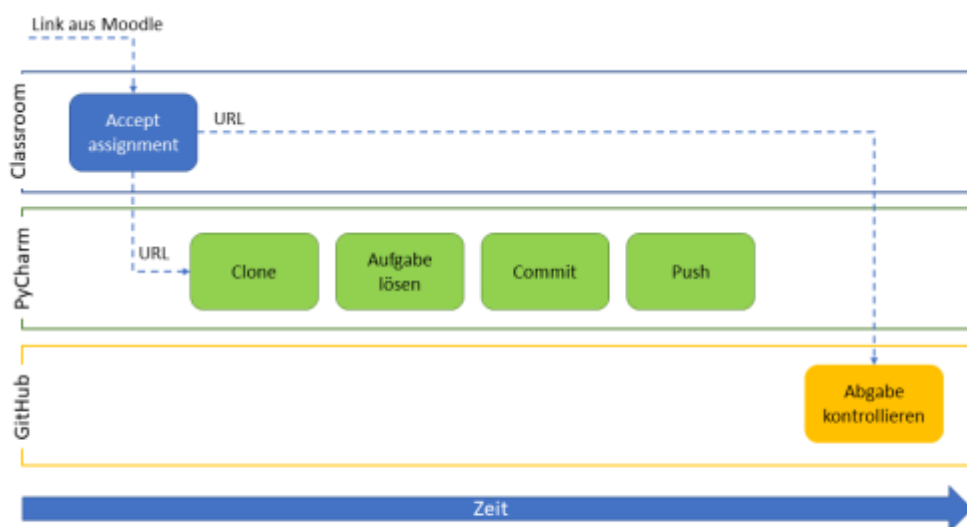 Link aus Moodle
Classroom
Accept
assignment
URL
PyCharm
URL
Clone
Aufgabe
lösen
Commit
Push
GitHub
Abgabe
kontrollieren
Zeit